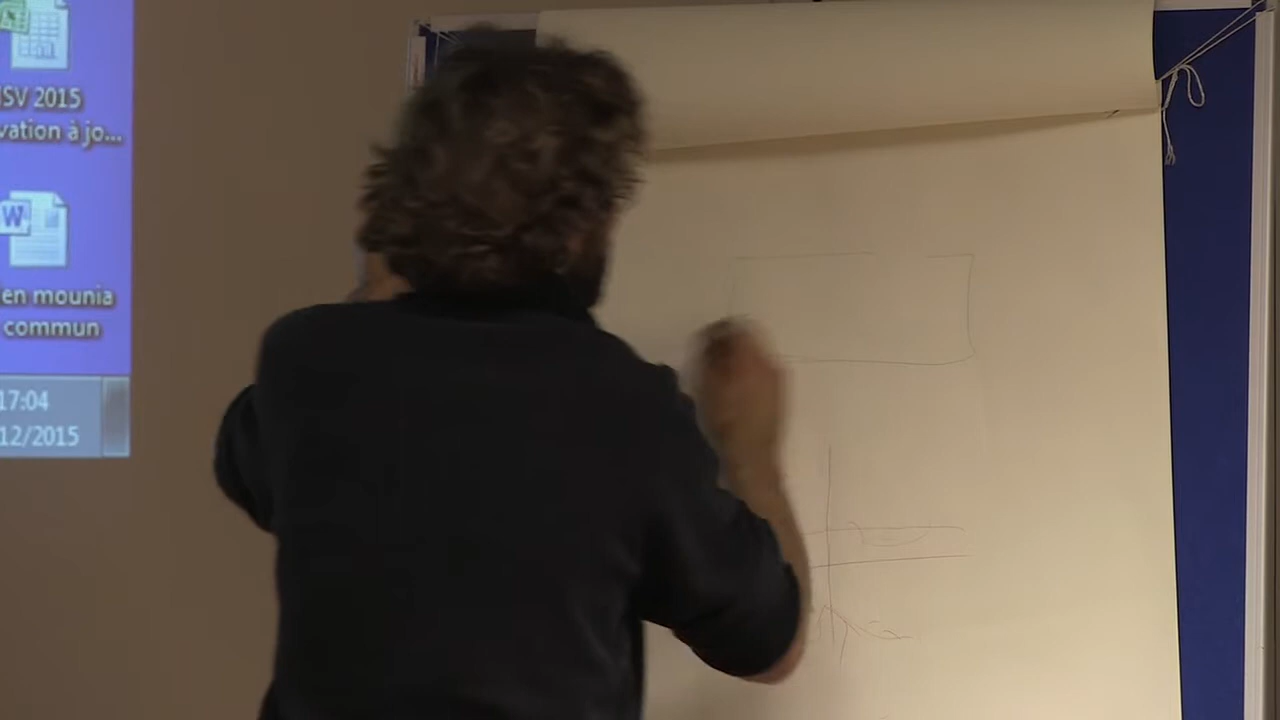 SV 2015
vation à jo...
W
en mounia
commun
17:04
12/2015